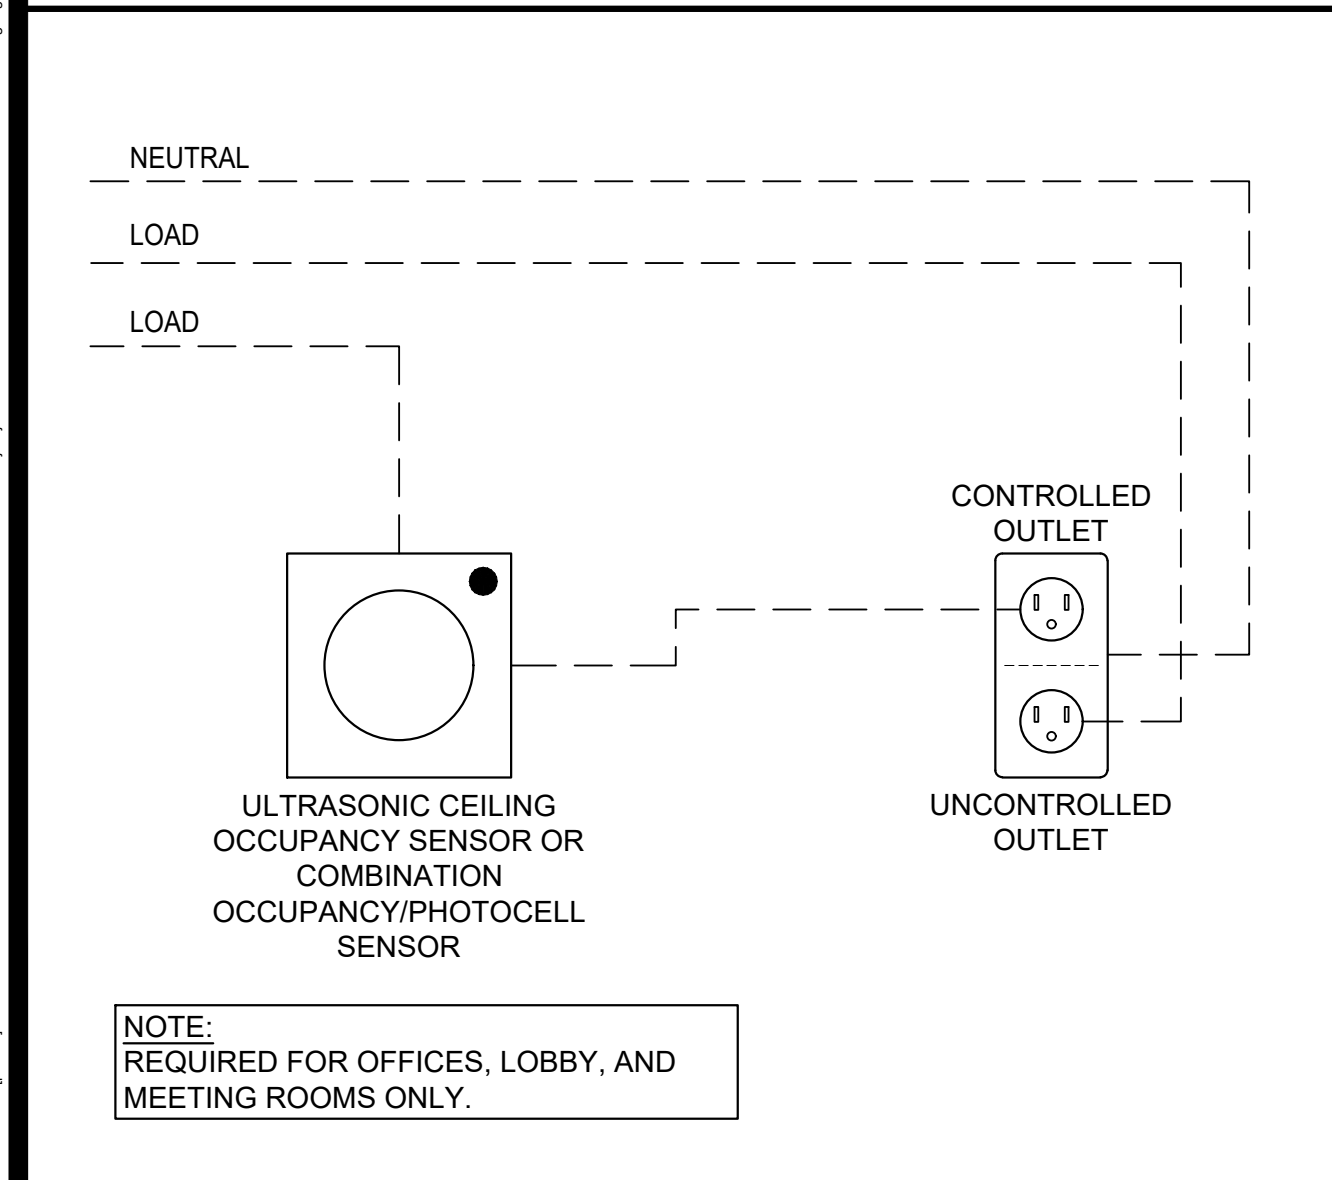 NEUTRAL
LOAD
LOAD
CONTROLLED
OUTLET
ULTRASONIC CEILING
OCCUPANCY SENSOR OR
COMBINATION
OCCUPANCY/PHOTOCELL
SENSOR
UNCONTROLLED
OUTLET
NOTE:
REQUIRED FOR OFFICES, LOBBY, AND
MEETING ROOMS ONLY.